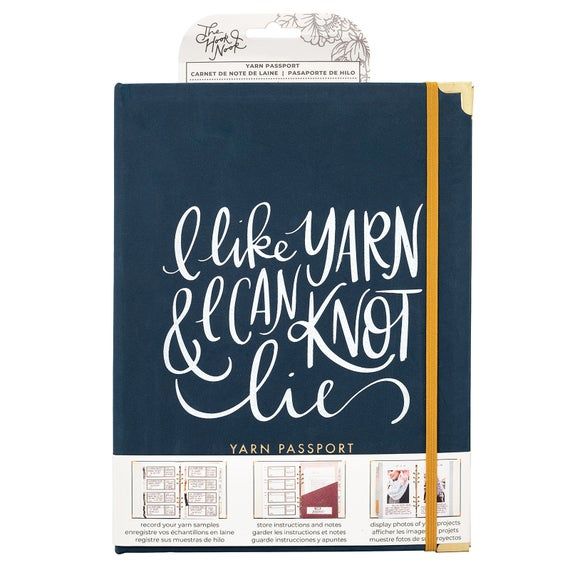 The
Hook &
Nook
YARN PASSPORT
CARNET DE NOTE DE LAINE | PASAPORTE DE HILO
I like YARN
& I CAN KNOT
lie
YARN PASSPORT
record your yarn samples
enregistre vos échantillons en laine
registre sus muestras de hilo
store instructions and notes
garder les instructions et notes
guarde instrucciones y apuntes
display photos of projects
afficher les images projets
muestre fotos de proyectos